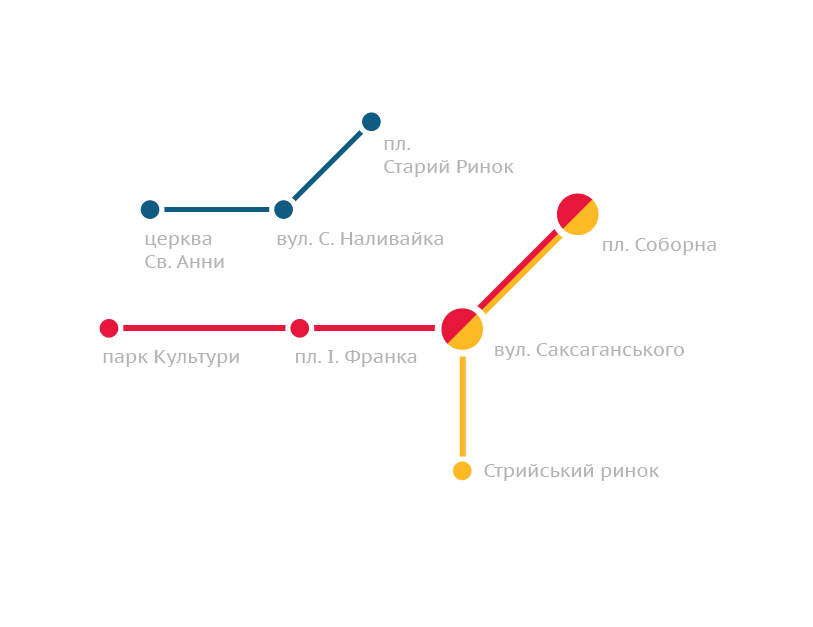 пл.
Старий Ринок
церква
Св. Анни
вул. С. Наливайка
пл. Соборна
парк Культури
пл. І. Франка
вул. Саксаганського
Стрийський ринок